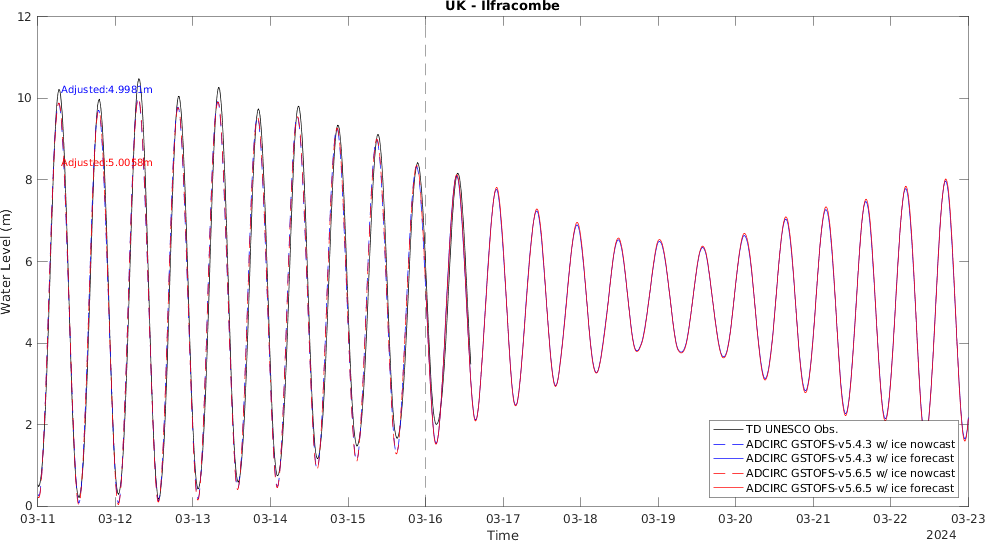 UK - Ilfracombe
12
10
8
6
4
2
0
Water Level (m)
Adjusted:4.9981m
Adjusted:5.0058m
TD UNESCO Obs.
ADCIRC GSTOFS-v5.4.3 w/ ice nowcast
ADCIRC GSTOFS-v5.4.3 w/ ice forecast
ADCIRC GSTOFS-v5.6.5 w/ ice nowcast
ADCIRC GSTOFS-v5.6.5 w/ ice forecast
03-11 03-12 03-13 03-14 03-15 03-16 03-17 03-18 03-19 03-20 03-21 03-22 03-23
Time
2024